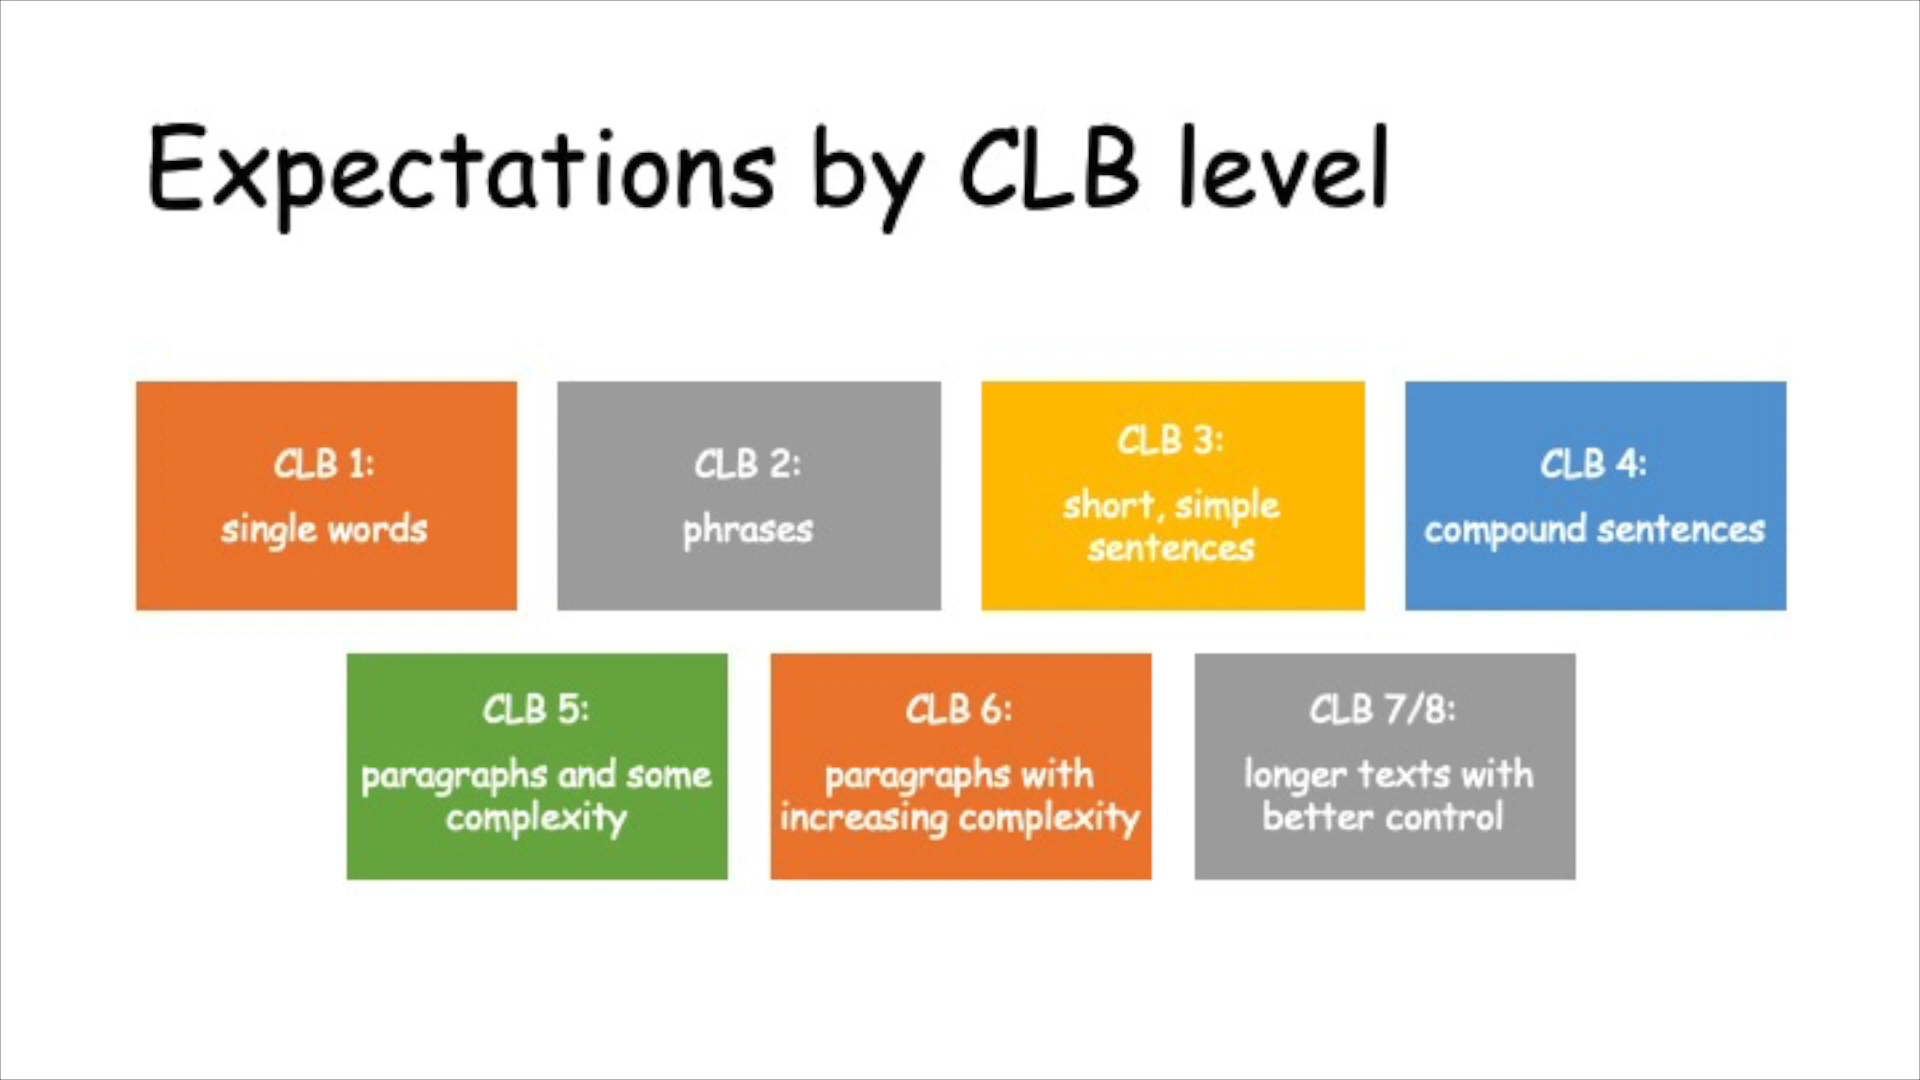 Expectations by CLB level
CLB 1:
single words
CLB 2:
phrases
CLB 3:
short, simple
sentences
CLB 4:
compound sentences
CLB 5:
paragraphs and some
complexity
CLB 6:
paragraphs with
increasing complexity
CLB 7/8:
longer texts with
better control